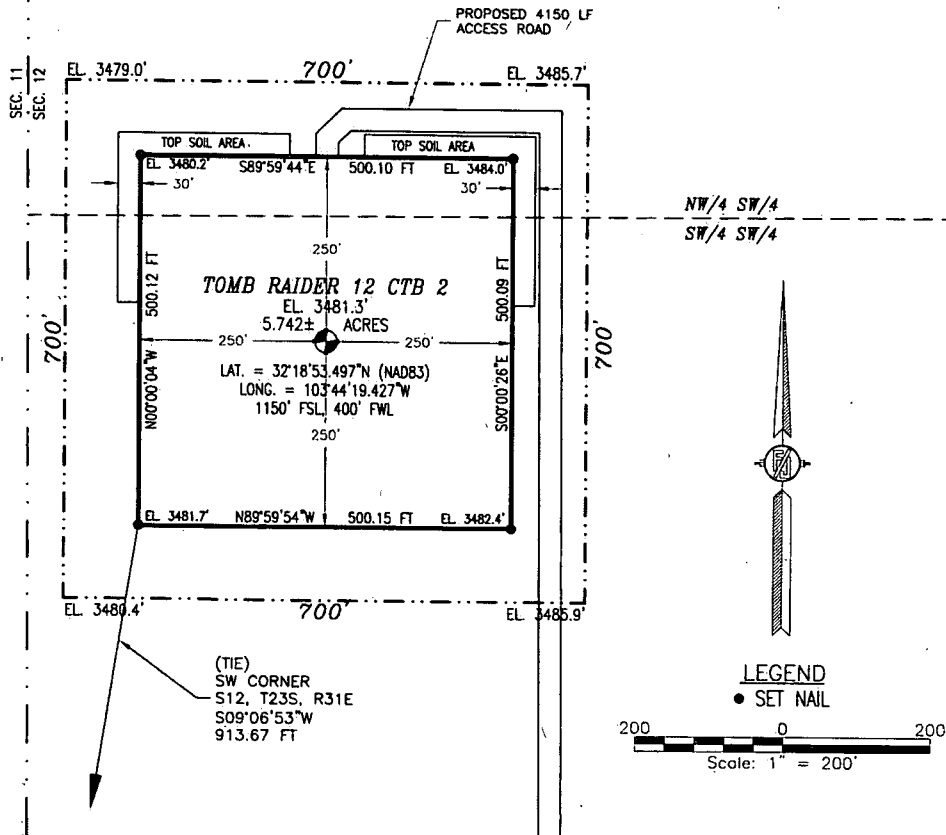 PROPOSED 4150 LF
ACCESS ROAD
SEC. 11
SEC. 12
EL. 3479.0'
700'
EL. 3485.7'
TOP SOIL AREA.
TOP SOIL AREA
EL. 3480.2'
S89°59'44"E
500.10 FT
EL. 3484.0'
30'
30'
NW/4 SW/4
SW/4 SW/4
250'
500.12 FT
N00°00'04"W
500.09 FT
S00°00'26"E
TOMB RAIDER 12 CTB 2
EL. 3481.3'
5.742± ACRES
700'
250'
250'
700'
LAT. = 32°18'53.497"N (NAD83)
LONG. = 103°44'19.427"W
1150' FSL, 400' FWL
250'
EL. 3481.7'
N89°59'54"W
500.15 FT
EL. 3482.4'
EL. 3480.4'
700'
EL. 3485.9'
(TIE)
SW CORNER
S12, T23S, R31E
S09°06'53"W
913.67 FT
LEGEND
● SET NAIL
200 0 200
Scale: 1" = 200'